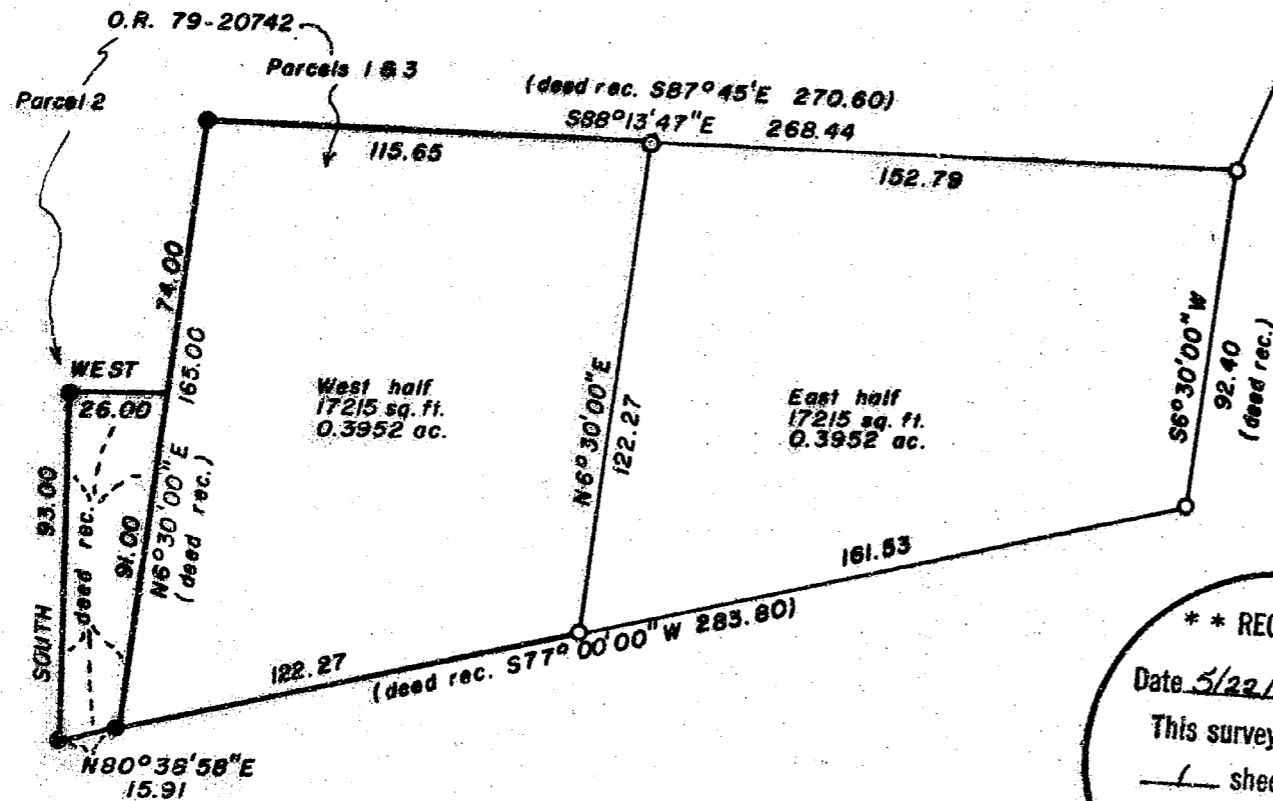 O.R. 79-20742
Parcels 1 & 3
Parcel 2
(deed rec. S87°45'E 270.60)
S88°13'47"E 268.44
115.65
152.79
74.00
165.00
WEST
26.00
West half
17215 sq. ft.
0.3952 ac.
N6°30'00"E
122.27
East half
17215 sq. ft.
0.3952 ac.
S6°30'00"W
92.40
(deed rec.)
SOUTH 93.00
deed rec.
91.00
N6°30'00"E
(deed rec.)
161.53
122.27
(deed rec. S77°00'00"W 283.80)
N80°38'58"E
15.91
* * REC
Date 5/22/
This survey
1 shee